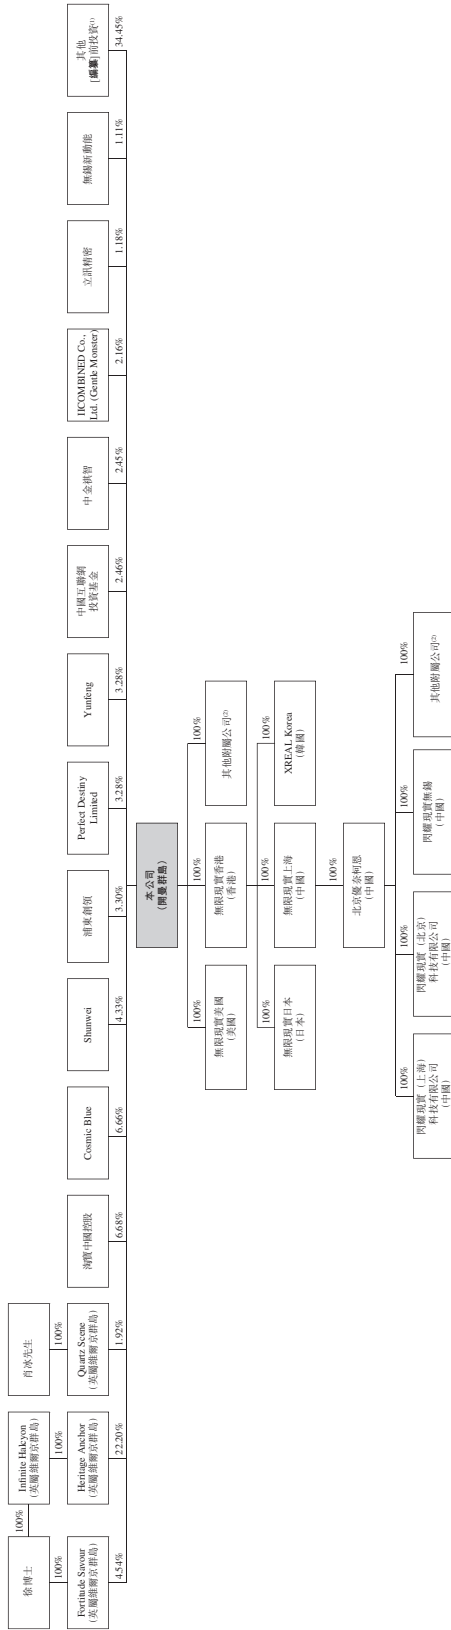 徐博士
100%
Infinite Halcyon
(英屬維爾京群島)
肖冰先生
100%
100%
100%
Fortitude Savour
(英屬維爾京群島)
Heritage Anchor
(英屬維爾京群島)
Quartz Scene
(英屬維爾京群島)
淘寶中國控股
Cosmic Blue
Shunwei
浦東創領
Perfect Destiny
Limited
Yunfeng
中國互聯網
投資基金
中金祺智
IICOMBINED Co.,
Ltd. (Gentle Monster)
立訊精密
無錫新動能
其他
[編纂]前投資(1)
4.54%
22.20%
1.92%
6.68%
6.66%
4.33%
3.30%
3.28%
3.28%
2.46%
2.45%
2.16%
1.18%
1.11%
34.45%
本公司
(開曼群島)
100%
100%
100%
無限現實美國
(美國)
無限現實香港
(香港)
其他附屬公司(2)
100%
100%
100%
無限現實日本
(日本)
無限現實上海
(中國)
XREAL Korea
(韓國)
100%
北京優奈柯恩
(中國)
100%
100%
100%
100%
閃耀現實(上海)
科技有限公司
(中國)
閃耀現實(北京)
科技有限公司
(中國)
閃耀現實無錫
(中國)
其他附屬公司(2)